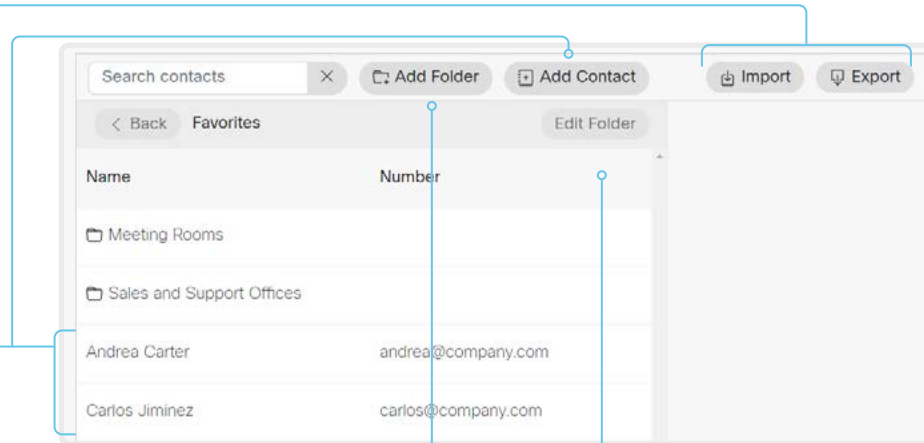 Search contacts Add Folder Add Contact Import Export
Back Favorites Edit Folder
Name Number
Meeting Rooms
Sales and Support Offices
Andrea Carter andrea@company.com
Carlos Jiminez carlos@company.com